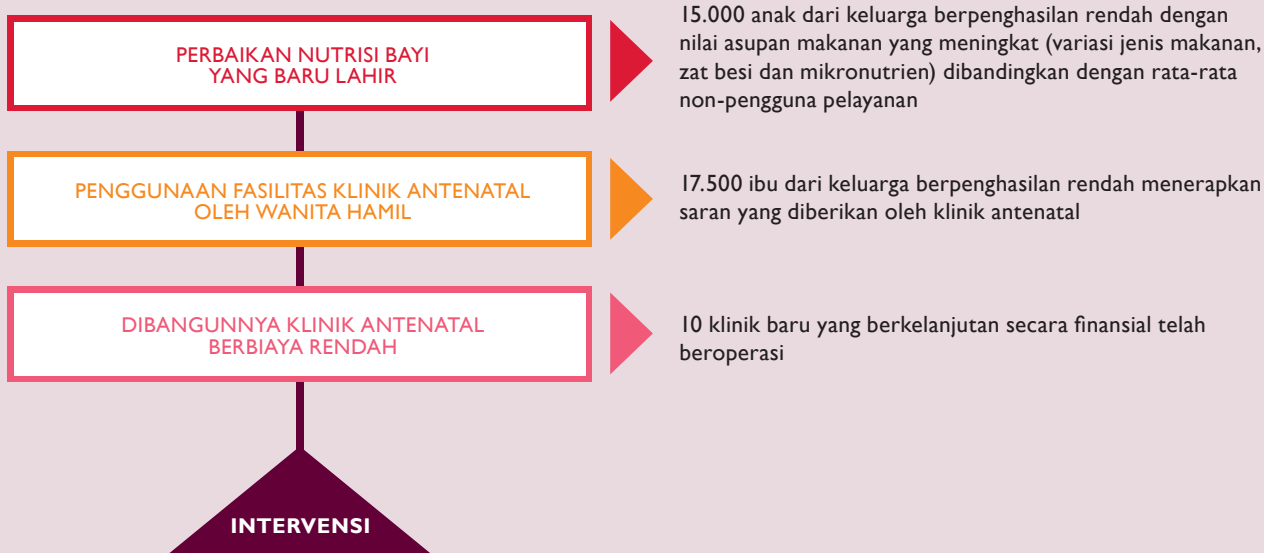 PERBAIKAN NUTRISI BAYI
YANG BARU LAHIR
15.000 anak dari keluarga berpenghasilan rendah dengan
nilai asupan makanan yang meningkat (variasi jenis makanan,
zat besi dan mikronutrien) dibandingkan dengan rata-rata
non-pengguna pelayanan
PENGGUNAAN FASILITAS KLINIK ANTENATAL
OLEH WANITA HAMIL
17.500 ibu dari keluarga berpenghasilan rendah menerapkan
saran yang diberikan oleh klinik antenatal
DIBANGUNNYA KLINIK ANTENATAL
BERBIAYA RENDAH
10 klinik baru yang berkelanjutan secara finansial telah
beroperasi
INTERVENSI